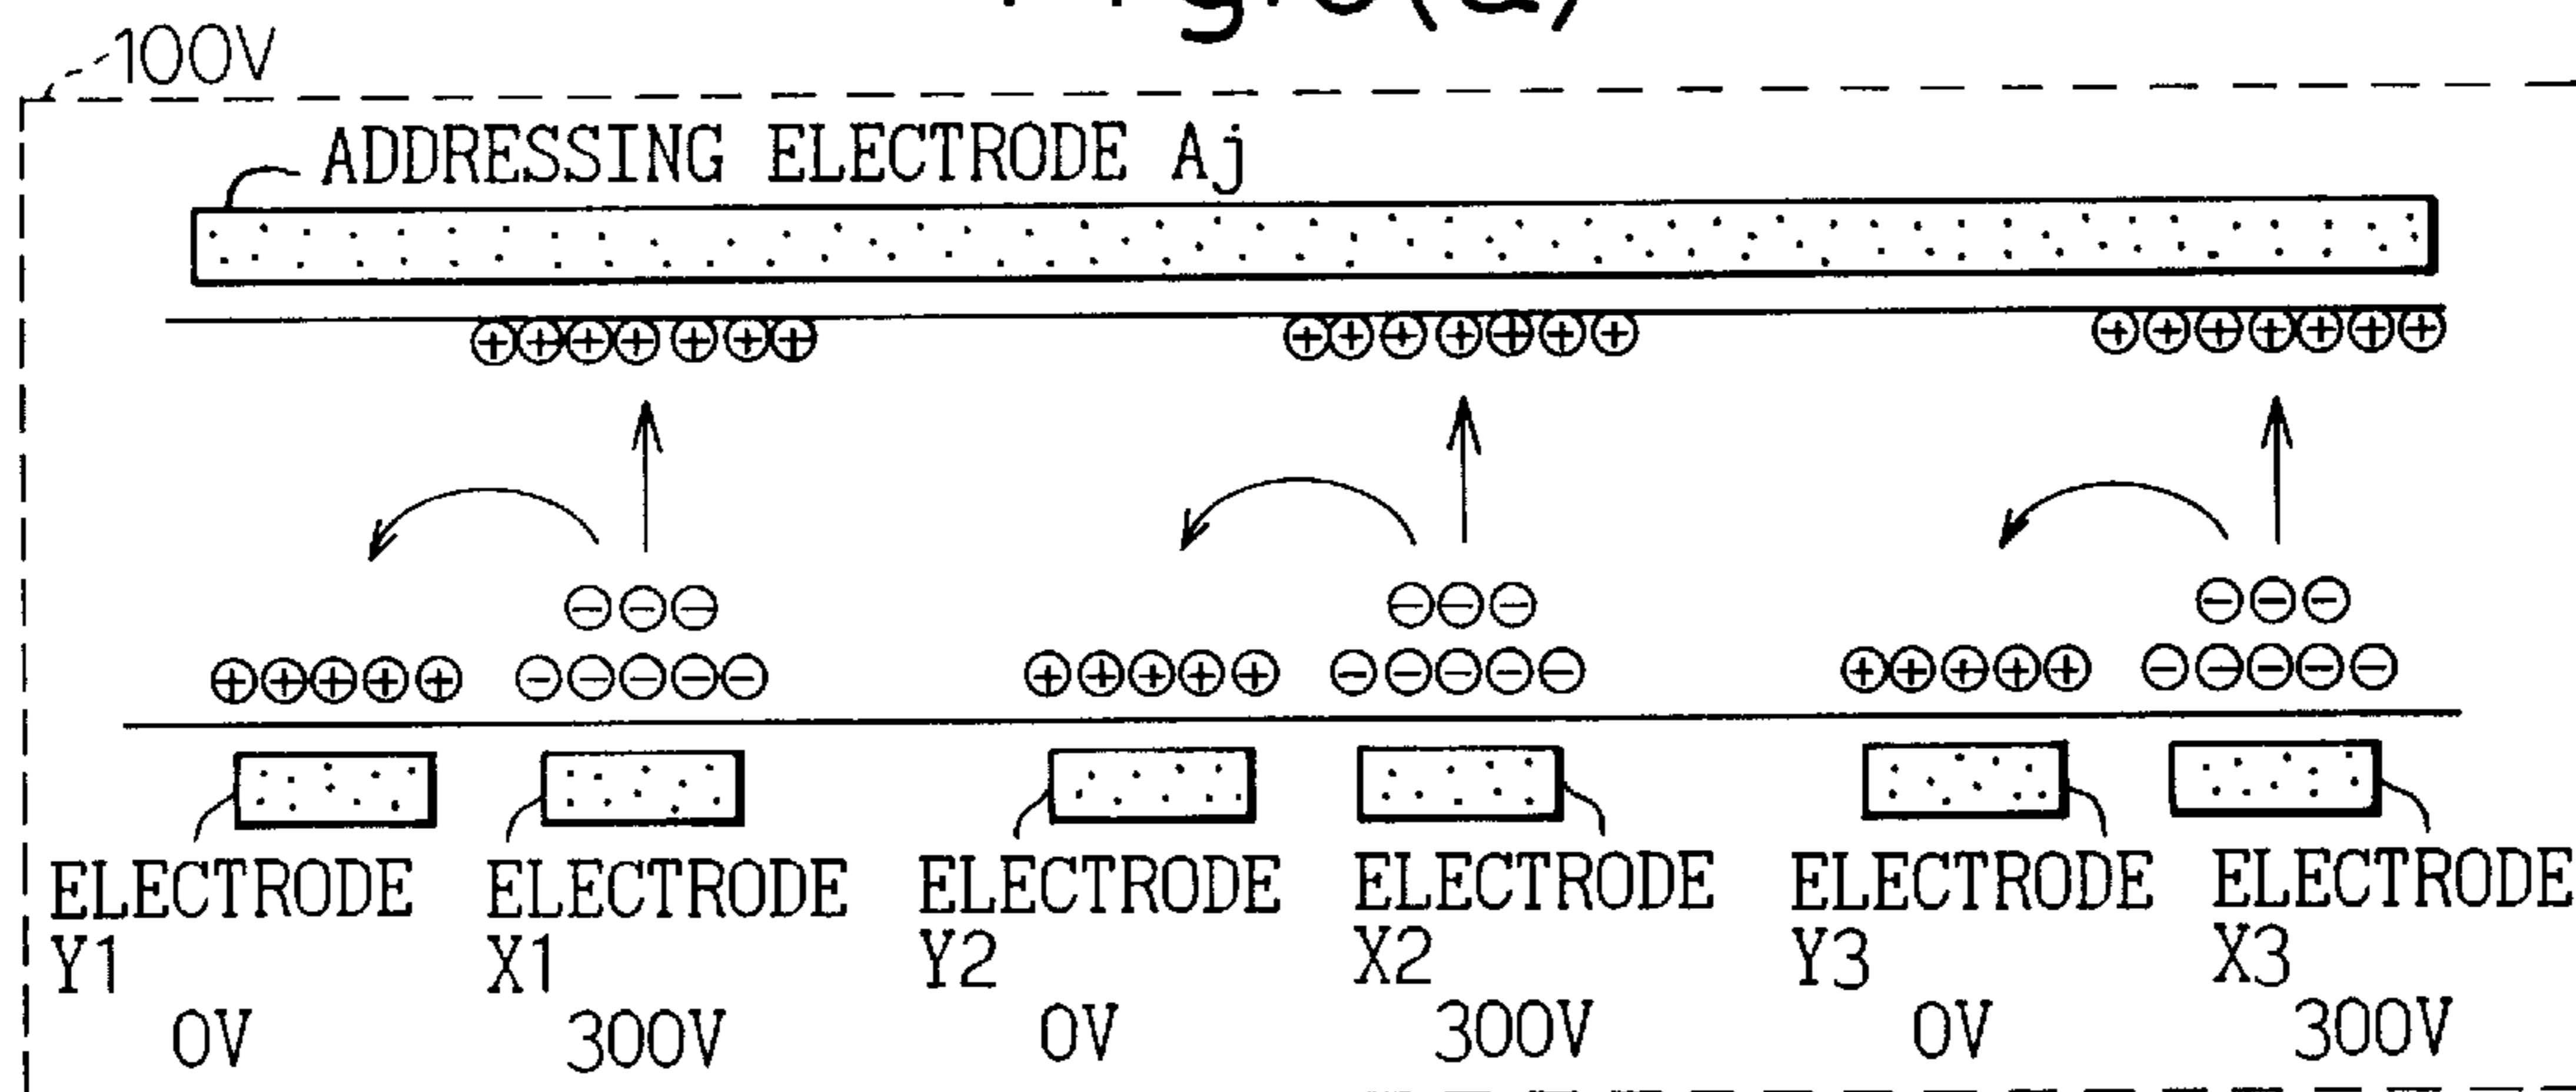 100V
ADDRESSING ELECTRODE Aj
ELECTRODE ELECTRODE ELECTRODE ELECTRODE ELECTRODE ELECTRODE
Y1 X1 Y2 X2 Y3 X3
0V 300V 0V 300V 0V 300V